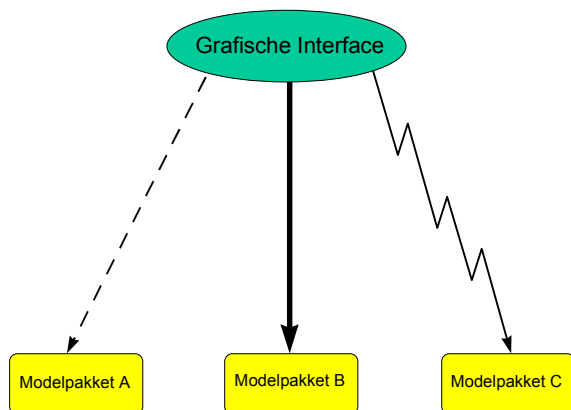 Grafische Interface
Modelpakket A
Modelpakket B
Modelpakket C